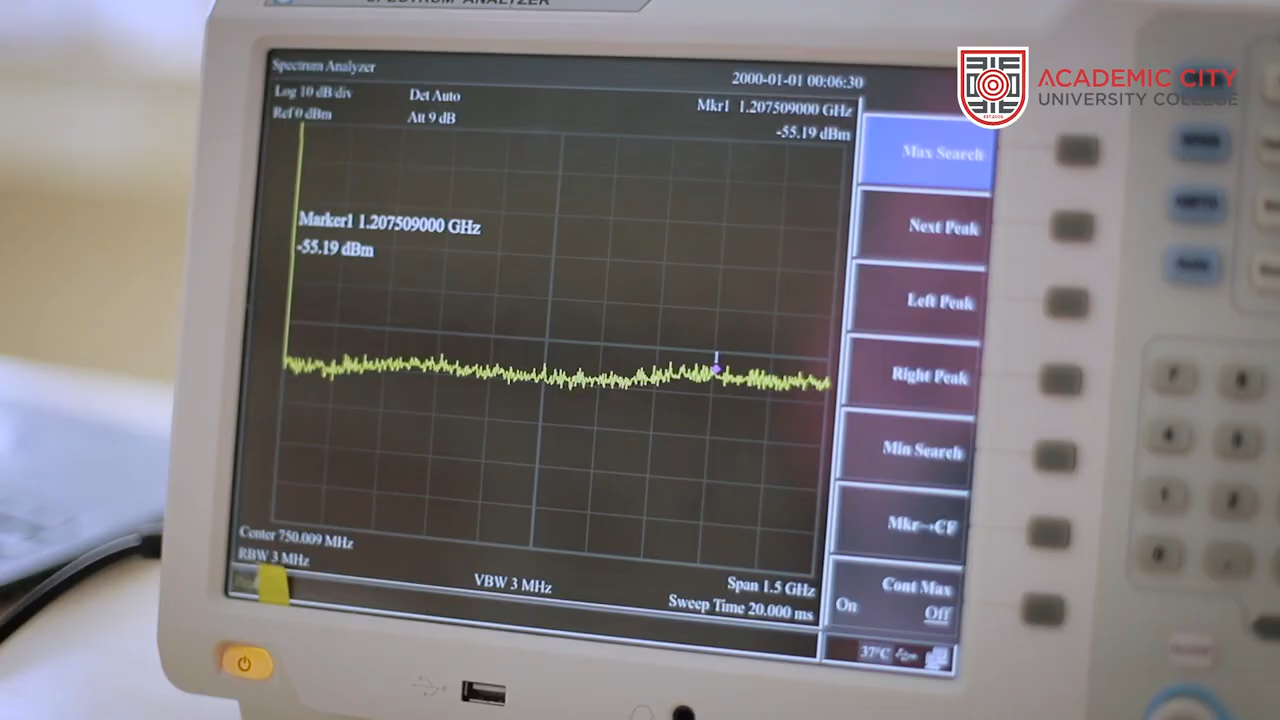 SPECTRUM ANALYZER
Spectrum Analyzer
2000-01-01 00:06:30
Log 10 dB/div
Det Auto
Mkr1 1.207509000 GHz
Ref 0 dBm
Att 9 dB
-55.19 dBm
Marker1 1.207509000 GHz
-55.19 dBm
1
Center 750.009 MHz
RBW 3 MHz
VBW 3 MHz
Span 1.5 GHz
Sweep Time 20.000 ms
Max Search
Next Peak
Left Peak
Right Peak
Min Search
Mkr→CF
Cont Max
On Off
37°C
ACADEMIC CITY
UNIVERSITY COLLEGE